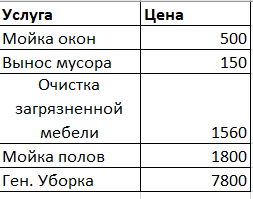 Услуга Цена
Мойка окон 500
Вынос мусора 150
Очистка
загрязненной
мебели 1560
Мойка полов 1800
Ген. Уборка 7800